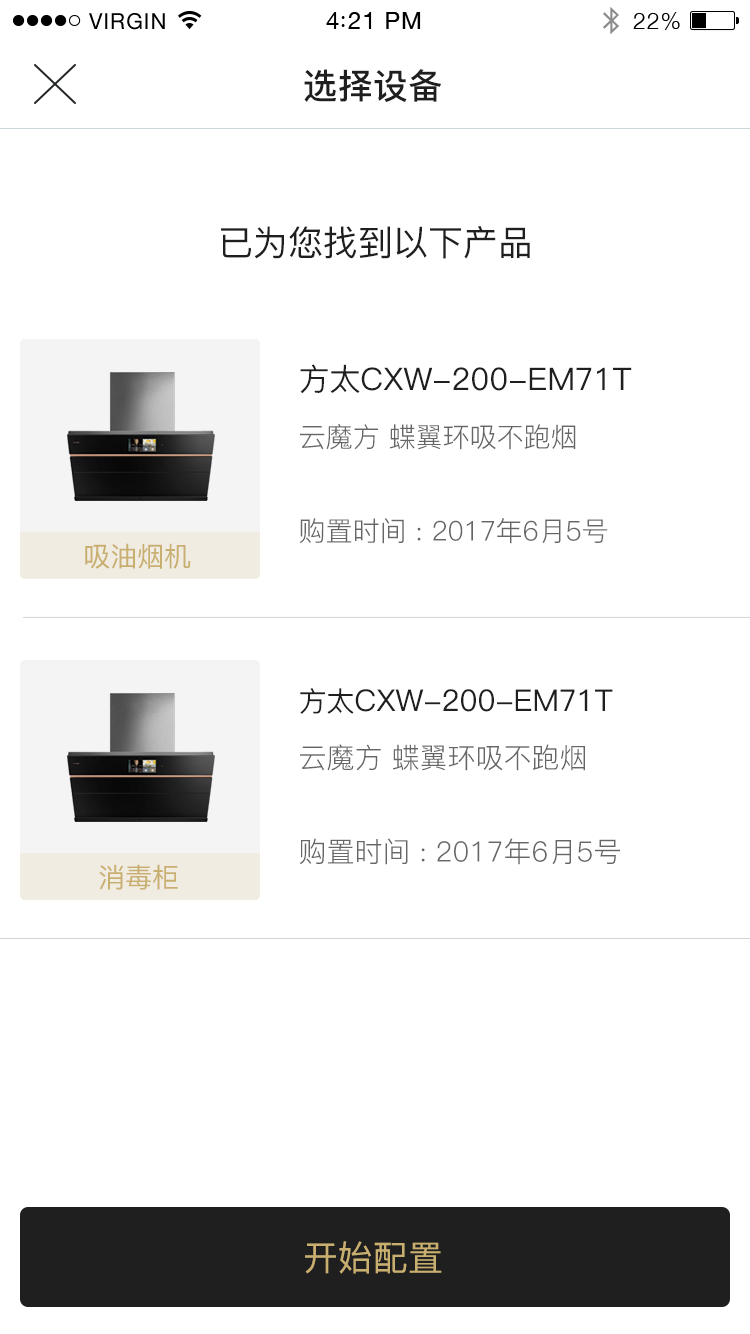 VIRGIN 4:21 PM 22%
选择设备
已为您找到以下产品
方太CXW-200-EM71T
云魔方 蝶翼环吸不跑烟
购置时间：2017年6月5号
吸油烟机
方太CXW-200-EM71T
云魔方 蝶翼环吸不跑烟
购置时间：2017年6月5号
消毒柜
开始配置